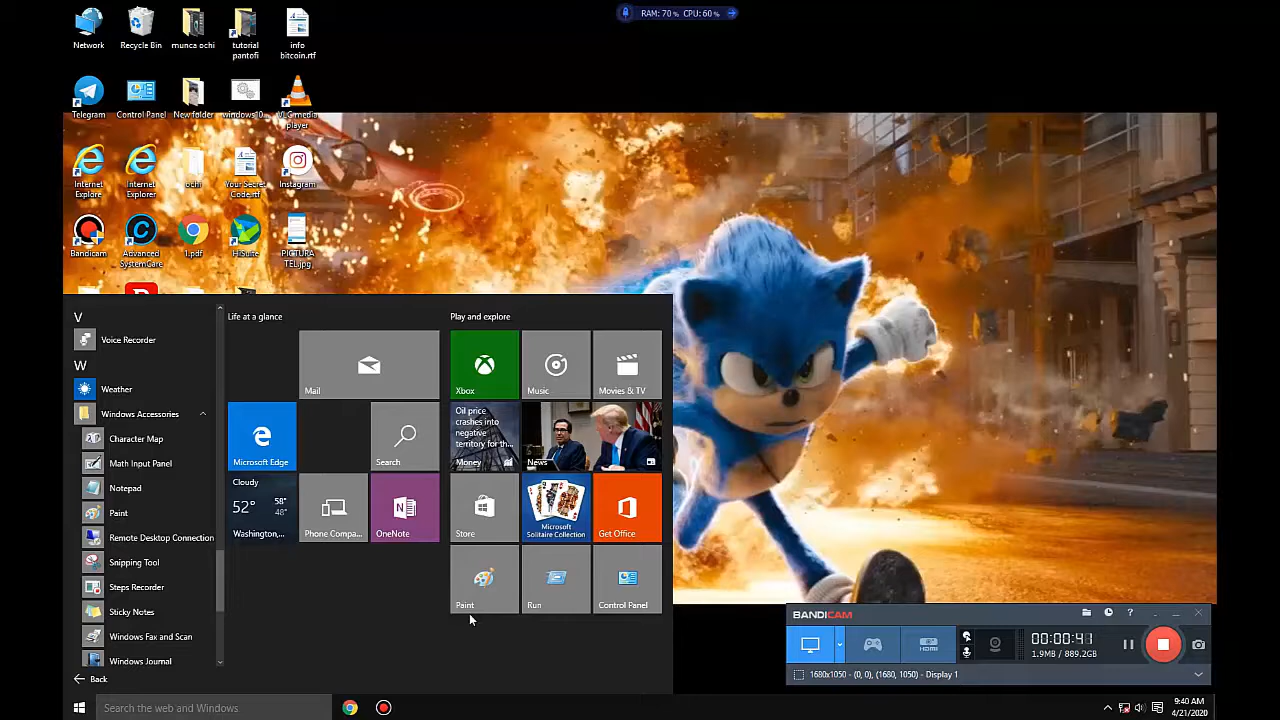 RAM: 70 % CPU: 60 %
Network
Recycle Bin
munca ochi
tutorial
pantofi
info
bitcoin.rtf
Telegram
Control Panel
New folder
windows10...
VLC media
player
Internet
Explore
Internet
Explorer
ochi
Your Secret
Code.rtf
Instagram
Bandicam
Advanced
SystemCare
1.pdf
HiSuite
PICTURA
TEL.jpg
V
Voice Recorder
W
Weather
Windows Accessories
Character Map
Math Input Panel
Notepad
Paint
Remote Desktop Connection
Snipping Tool
Steps Recorder
Sticky Notes
Windows Fax and Scan
Windows Journal
Back
Life at a glance
Mail
Microsoft Edge
Search
Cloudy
52° 58°
48°
Washington,...
Phone Compa...
OneNote
Play and explore
Xbox
Music
Movies & TV
Oil price
crashes into
negative
territory for th...
Money
News
Store
Microsoft
Solitaire Collection
Get Office
Paint
Run
Control Panel
BANDICAM
HDMI
00:00:41
1.9MB / 889.2GB
1680x1050 - (0, 0), (1680, 1050) - Display 1
Search the web and Windows
9:40 AM
4/21/2020